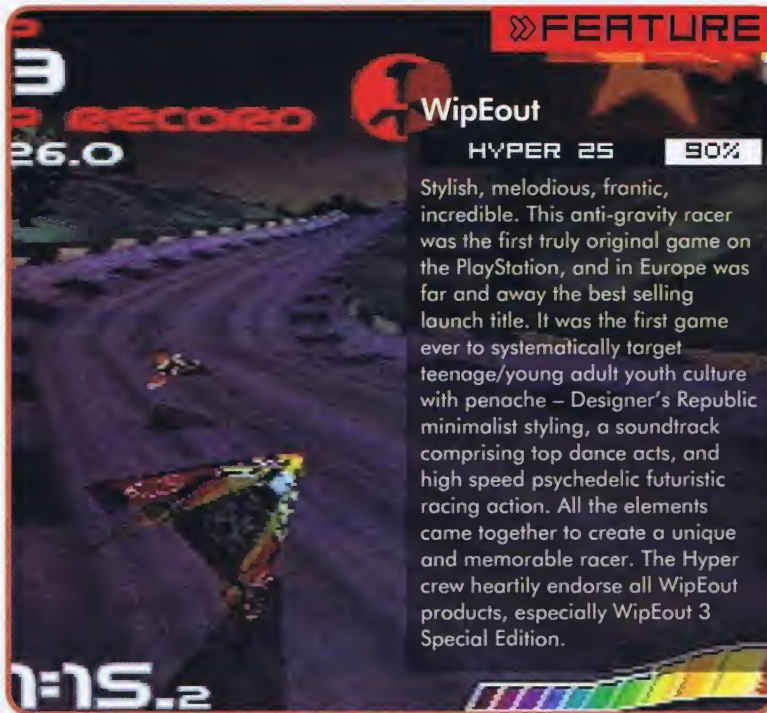 »FEATURE
3
RECORD
26.0
WipEout
HYPER 25 90%
Stylish, melodious, frantic,
incredible. This anti-gravity racer
was the first truly original game on
the PlayStation, and in Europe was
far and away the best selling
launch title. It was the first game
ever to systematically target
teenage/young adult youth culture
with penache – Designer's Republic
minimalist styling, a soundtrack
comprising top dance acts, and
high speed psychedelic futuristic
racing action. All the elements
came together to create a unique
and memorable racer. The Hyper
crew heartily endorse all WipEout
products, especially WipEout 3
Special Edition.
1:15.2